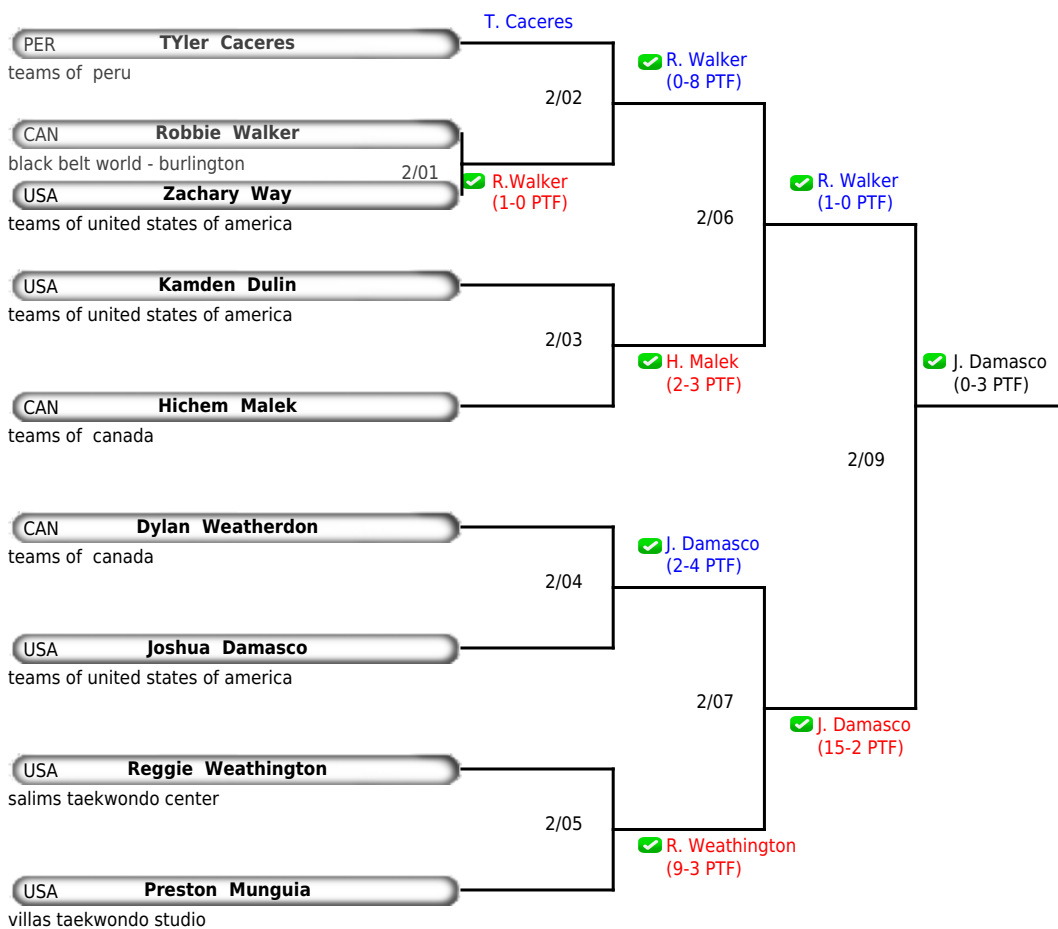 T. Caceres
PER TYler Caceres
teams of peru
R. Walker
(0-8 PTF)
2/02
CAN Robbie Walker
black belt world - burlington
2/01
R.Walker
(1-0 PTF)
USA Zachary Way
teams of united states of america
R. Walker
(1-0 PTF)
2/06
USA Kamden Dulin
teams of united states of america
2/03
H. Malek
(2-3 PTF)
J. Damasco
(0-3 PTF)
CAN Hichem Malek
teams of canada
2/09
CAN Dylan Weatherdon
teams of canada
J. Damasco
(2-4 PTF)
2/04
USA Joshua Damasco
teams of united states of america
2/07
J. Damasco
(15-2 PTF)
USA Reggie Weathington
salims taekwondo center
2/05
R. Weathington
(9-3 PTF)
USA Preston Munguia
villas taekwondo studio